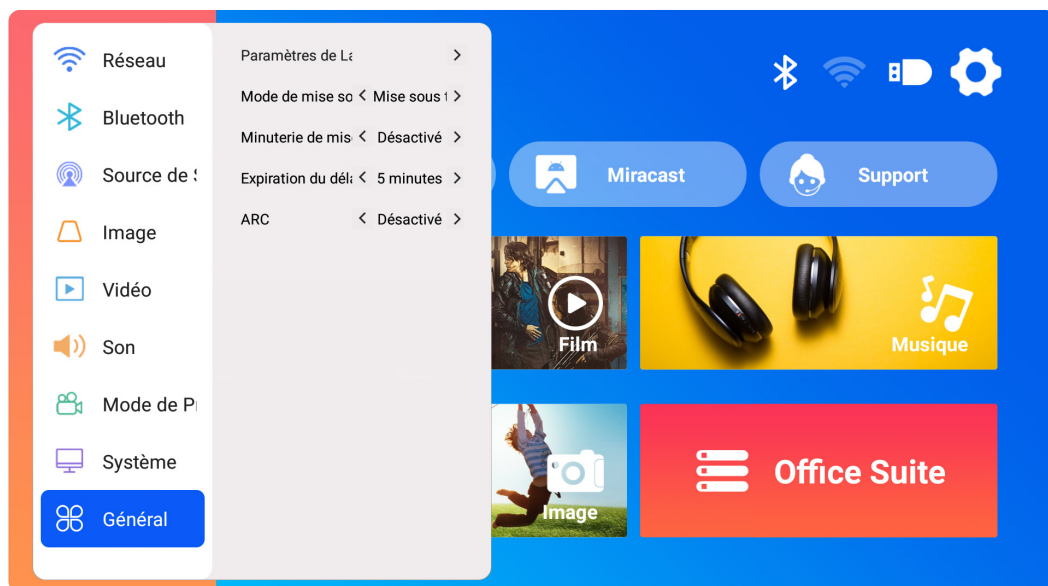 Réseau
Bluetooth
Source de
Image
Vidéo
Son
Mode de P
Système
Général
Paramètres de La
Mode de mise so Mise sous t
Minuterie de mis Désactivé
Expiration du déla 5 minutes
ARC Désactivé
Miracast
Support
Film
Musique
Image
Office Suite